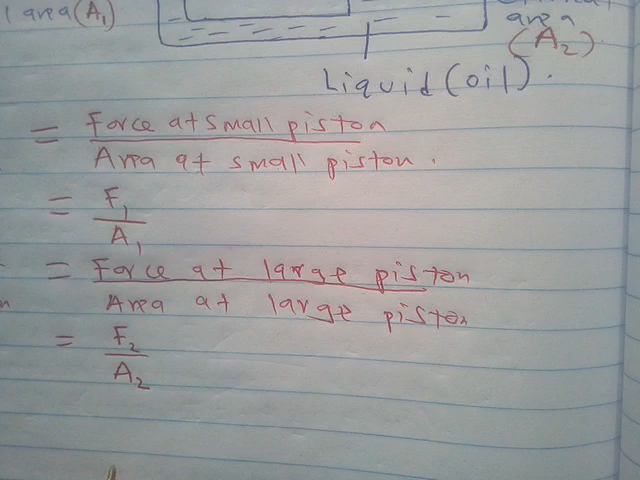 l area (A₁)
area
(A₂)
Liquid (oil).
= Force at small piston
Area at small piston.
= F₁
A₁
= Force at large piston
Area at large piston
= F₂
A₂